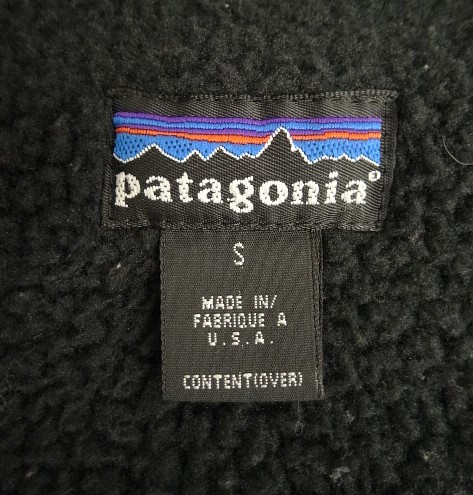 patagonia®
S
MADE IN/
FABRIQUE A
U.S.A.
CONTENT(OVER)